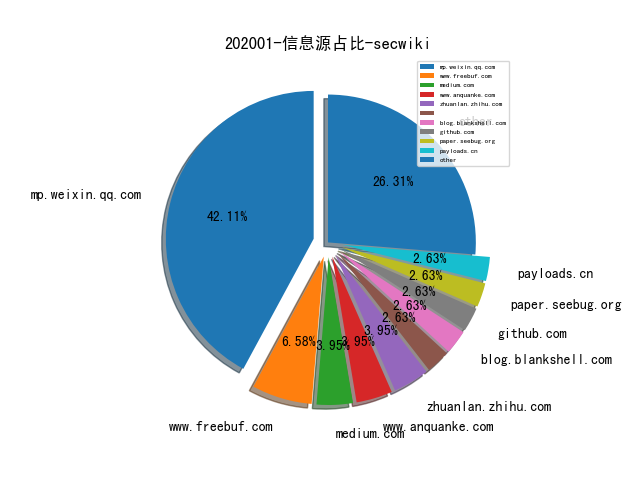 202001-信息源占比-secwiki
mp.weixin.qq.com
www.freebuf.com
medium.com
www.anquanke.com
zhuanlan.zhihu.com
blog.blankshell.com
github.com
paper.seebug.org
payloads.cn
other
other
26.31%
42.11%
mp.weixin.qq.com
2.63%
payloads.cn
2.63%
paper.seebug.org
2.63%
github.com
2.63%
blog.blankshell.com
2.63%
3.95%
zhuanlan.zhihu.com
3.95%
www.anquanke.com
3.95%
medium.com
6.58%
www.freebuf.com